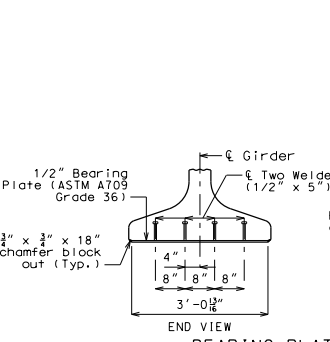 ℄ Girder
1/2" Bearing
Plate (ASTM A709
Grade 36)
℄ Two Welde
(1/2" x 5")
3/4" x 3/4" x 18"
chamfer block
out (Typ.)
4"
8" 8" 8"
3'-0 13/16"
END VIEW
BEARING PLAT